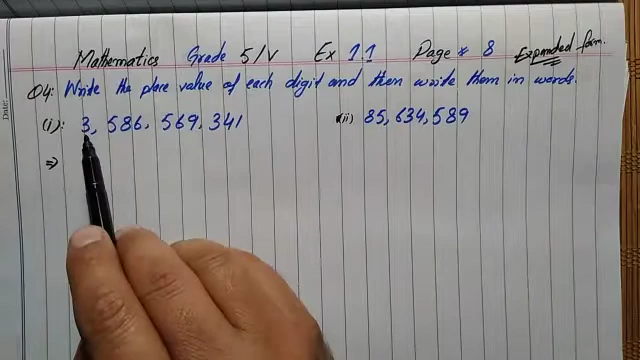 Mathematics Grade 5/V Ex 1.1 Page # 8 Expanded form.
Date:
Q4: Write the place value of each digit and then write them in words.
(i): 3, 586, 569, 341 (ii) 85, 634, 589
⇒